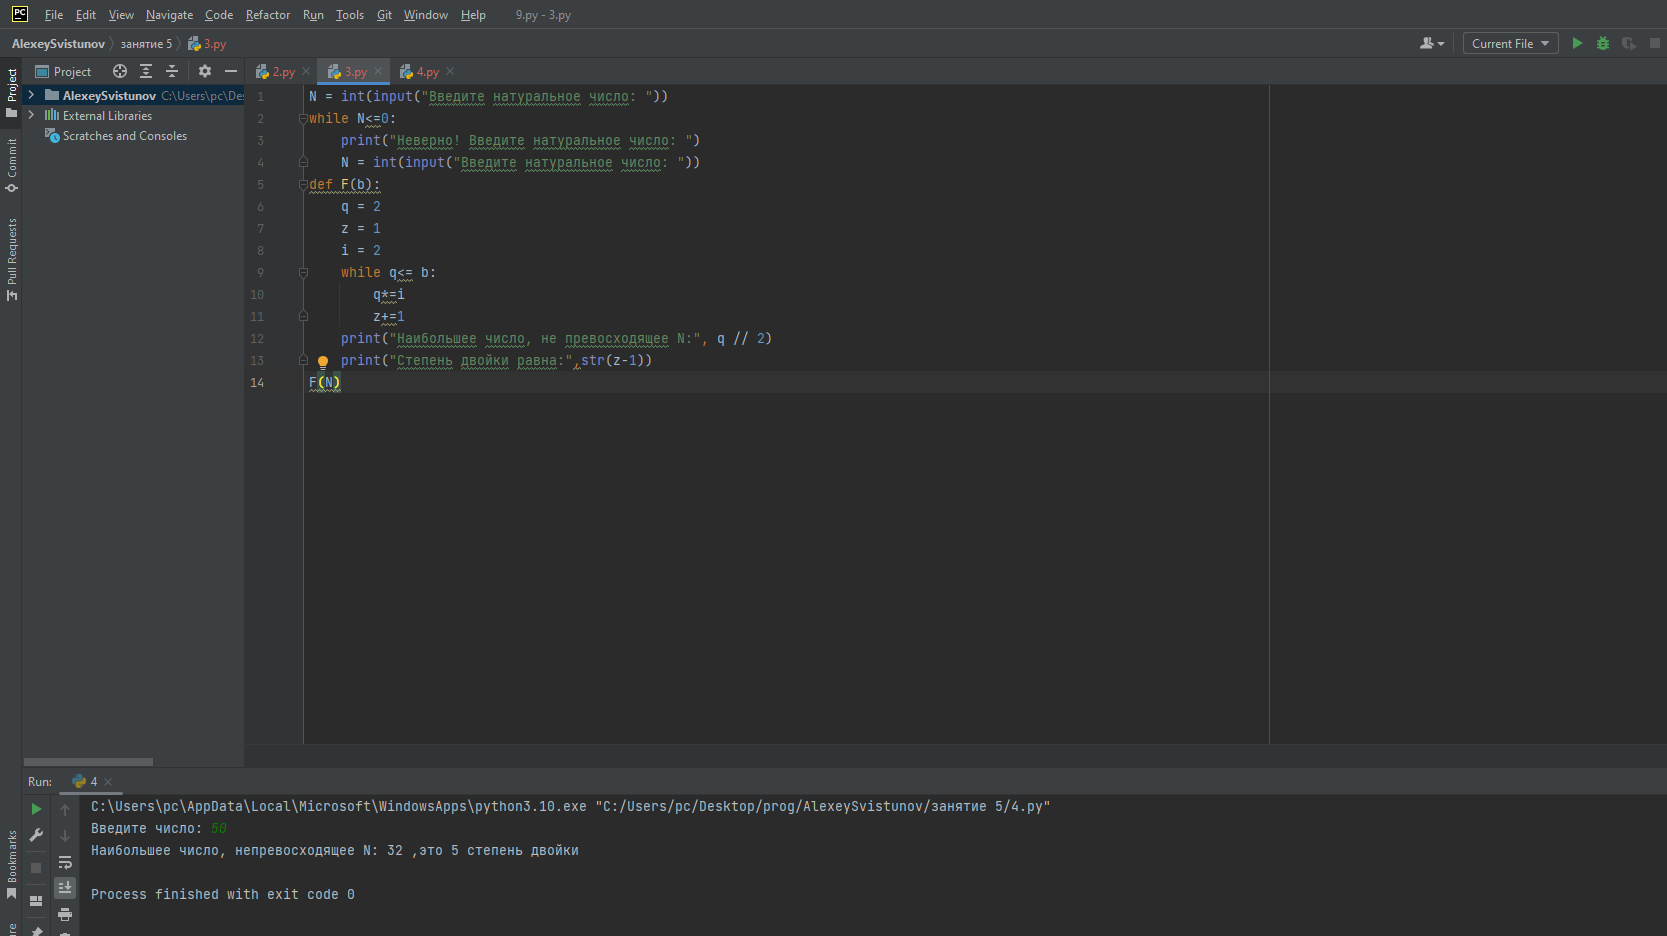 PC File Edit View Navigate Code Refactor Run Tools Git Window Help 9.py - 3.py
AlexeySvistunov занятие 5 3.py Current File
Project 2.py 3.py 4.py
AlexeySvistunov C:\Users\pc\Des
External Libraries
Scratches and Consoles
Project
Commit
Pull Requests
Bookmarks
1 N = int(input("Введите натуральное число: "))
2 while N<=0:
3 print("Неверно! Введите натуральное число: ")
4 N = int(input("Введите натуральное число: "))
5 def F(b):
6 q = 2
7 z = 1
8 i = 2
9 while q<= b:
10 q*=i
11 z+=1
12 print("Наибольшее число, не превосходящее N:", q // 2)
13 print("Степень двойки равна:",str(z-1))
14 F(N)
Run: 4
C:\Users\pc\AppData\Local\Microsoft\WindowsApps\python3.10.exe "C:/Users/pc/Desktop/prog/AlexeySvistunov/занятие 5/4.py"
Введите число: 50
Наибольшее число, непревосходящее N: 32 ,это 5 степень двойки
Process finished with exit code 0